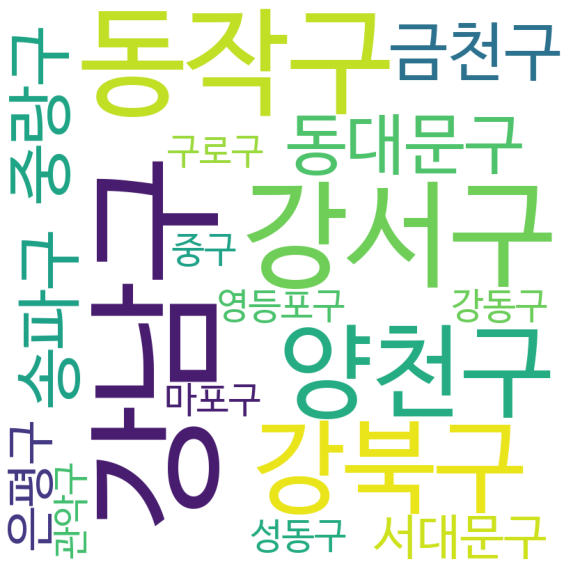 동작구
금천구
중랑구
구로구
동대문구
강남구
강서구
중구
송파구
영등포구
강동구
양천구
마포구
강북구
은평구
관악구
성동구
서대문구